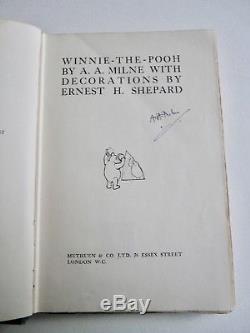 WINNIE-THE-POOH
BY A. A. MILNE WITH
DECORATIONS BY
ERNEST H. SHEPARD
METHUEN & CO. LTD. 36 ESSEX STREET
LONDON W.C.